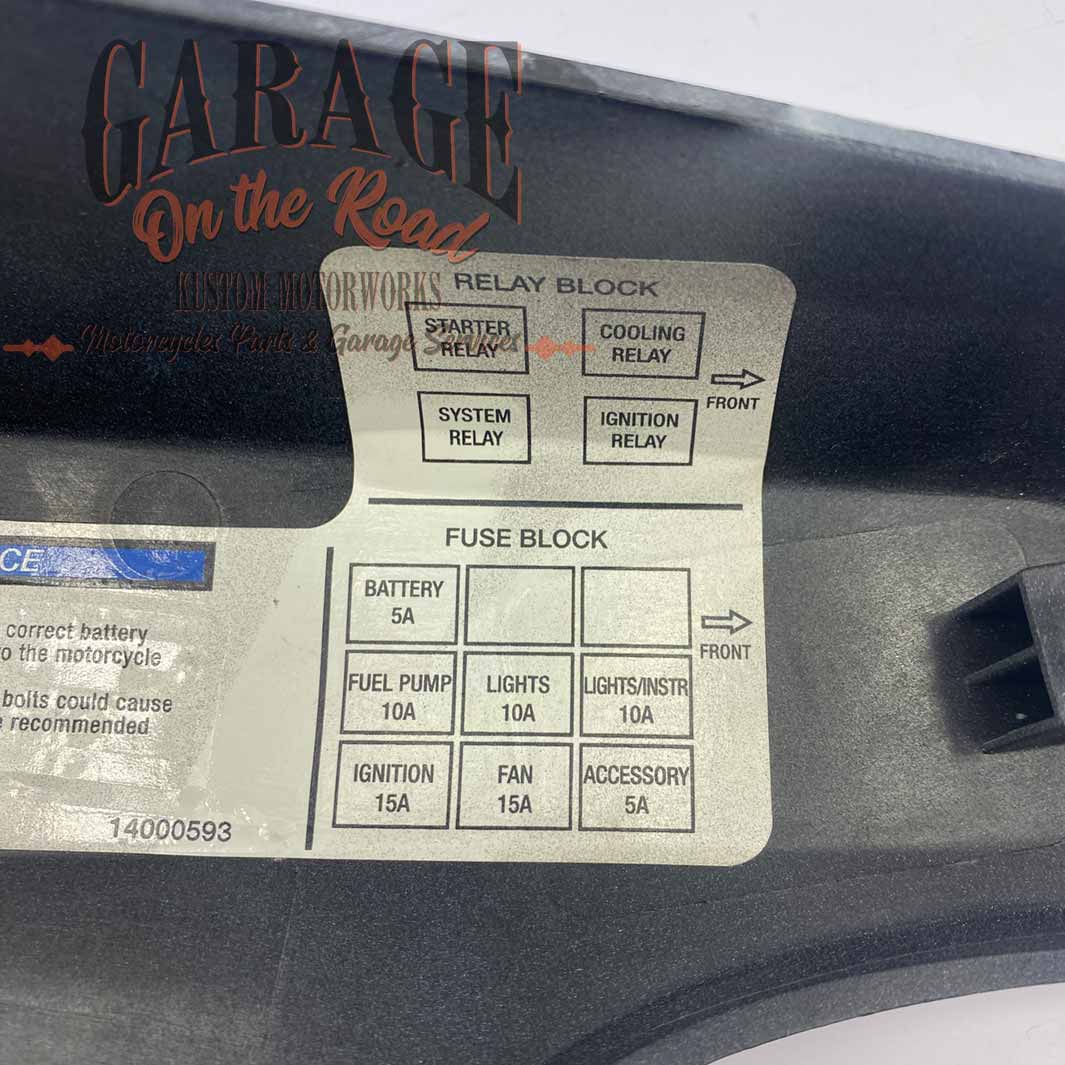 GARAGE
On the Road
KUSTOM MOTORWORKS
Motorcycles Parts & Garage Services
RELAY BLOCK
STARTER
RELAY
COOLING
RELAY
FRONT
SYSTEM
RELAY
IGNITION
RELAY
FUSE BLOCK
BATTERY
5A
FRONT
FUEL PUMP
10A
LIGHTS
10A
LIGHTS/INSTR
10A
IGNITION
15A
FAN
15A
ACCESSORY
5A
CE
correct battery
o the motorcycle
bolts could cause
e recommended
14000593